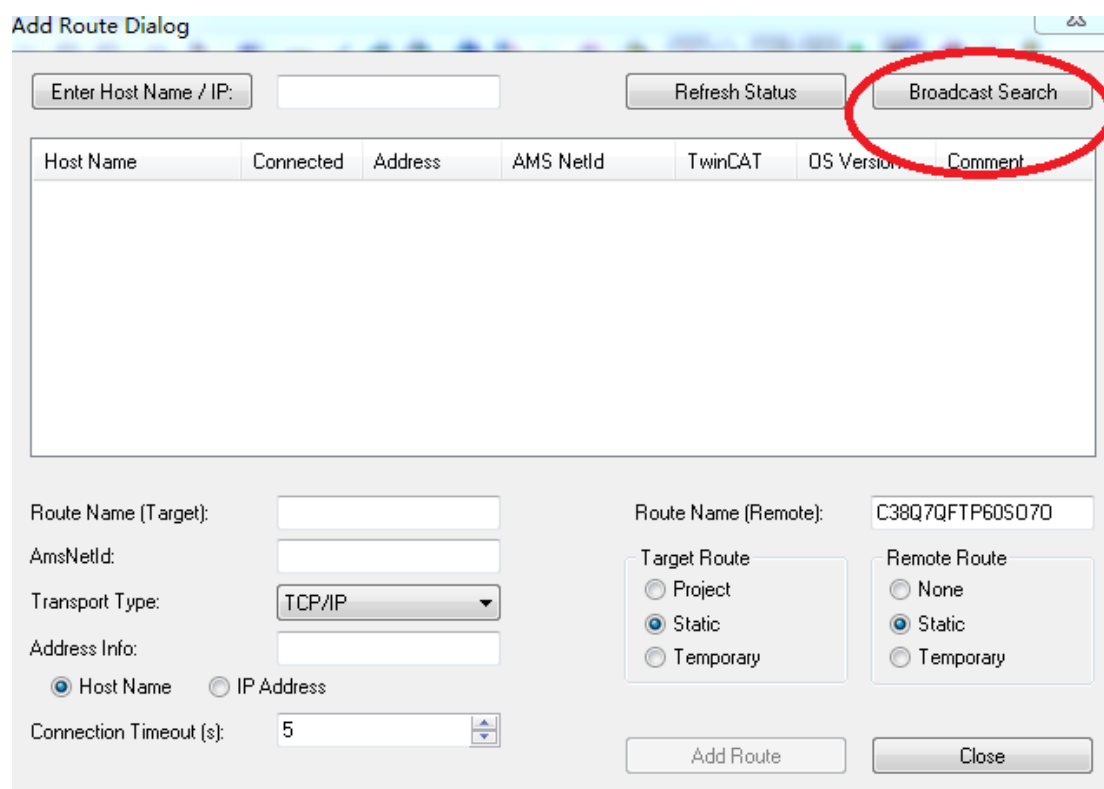 Add Route Dialog
Enter Host Name / IP: Refresh Status Broadcast Search
Host Name Connected Address AMS NetId TwinCAT OS Version Comment
Route Name (Target): Route Name (Remote): C38Q7QFTP60SO7O
AmsNetId: Target Route Remote Route
Transport Type: TCP/IP Project None
Static Static
Address Info: Temporary Temporary
Host Name IP Address
Connection Timeout (s): 5
Add Route Close